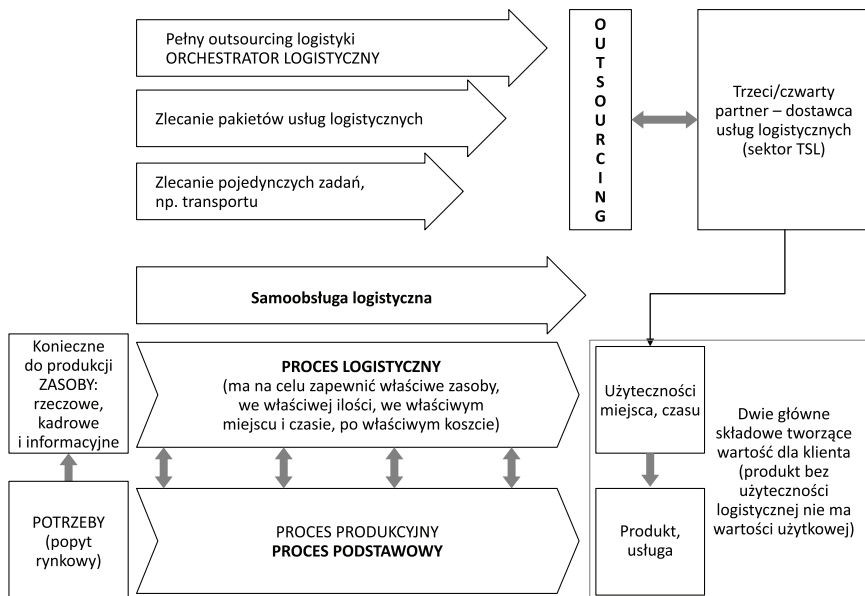 Pełny outsourcing logistyki
ORCHESTRATOR LOGISTYCZNY
Zlecanie pakietów usług logistycznych
Zlecanie pojedynczych zadań,
np. transportu
OUTSOURCING
Trzeci/czwarty
partner – dostawca
usług logistycznych
(sektor TSL)
Samoobsługa logistyczna
Konieczne
do produkcji
ZASOBY:
rzeczowe,
kadrowe
i informacyjne
PROCES LOGISTYCZNY
(ma na celu zapewnić właściwe zasoby,
we właściwej ilości, we właściwym
miejscu i czasie, po właściwym koszcie)
Użyteczności
miejsca, czasu
Dwie główne
składowe tworzące
wartość dla klienta
(produkt bez
użyteczności
logistycznej nie ma
wartości użytkowej)
POTRZEBY
(popyt
rynkowy)
PROCES PRODUKCYJNY
PROCES PODSTAWOWY
Produkt,
usługa